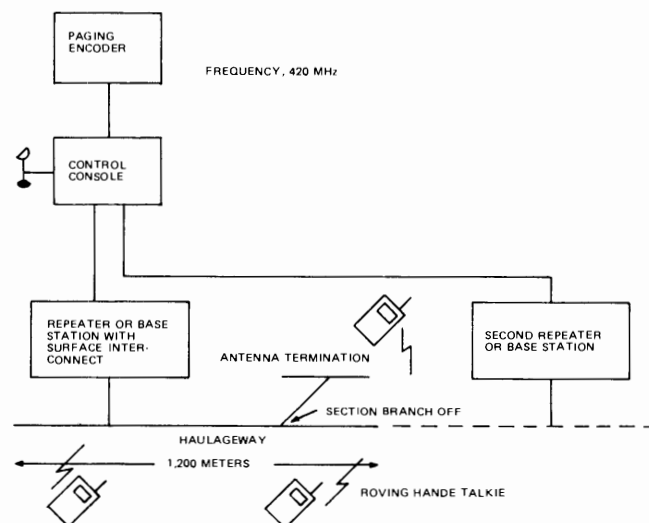 PAGING
ENCODER
FREQUENCY, 420 MHz
CONTROL
CONSOLE
REPEATER OR BASE
STATION WITH
SURFACE INTER-
CONNECT
ANTENNA TERMINATION
SECOND REPEATER
OR BASE STATION
SECTION BRANCH OFF
HAULAGEWAY
1,200 METERS
ROVING HANDE TALKIE